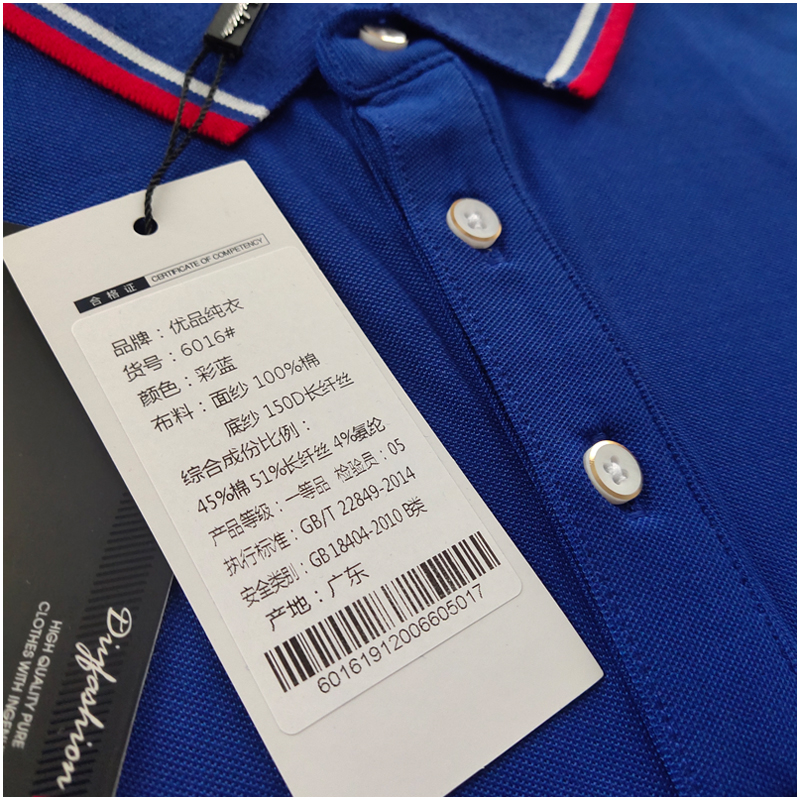 合格证 CERTIFICATE OF COMPETENCY
品牌：优品纯衣
货号：6016#
颜色：彩蓝
布料：面纱 100%棉
底纱 150D长纤丝
综合成份比例：
45%棉 51%长纤丝 4%氨纶
产品等级：一等品 检验员：05
执行标准：GB/T 22849-2014
安全类别：GB 18404-2010 B类
产地：广东
60161912006605017
Diyfashion
HIGH QUALITY PURE
CLOTHES WITH